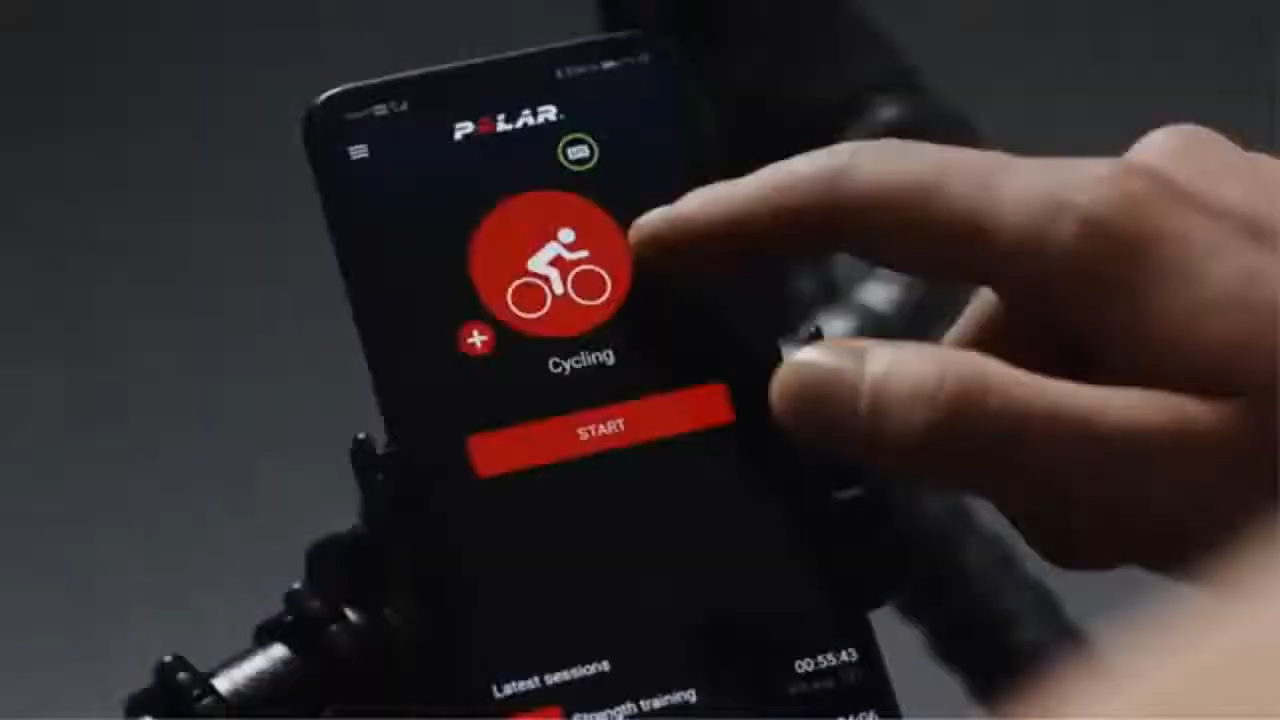 POLAR
Cycling
START
Latest sessions
00:55:43
Strength training